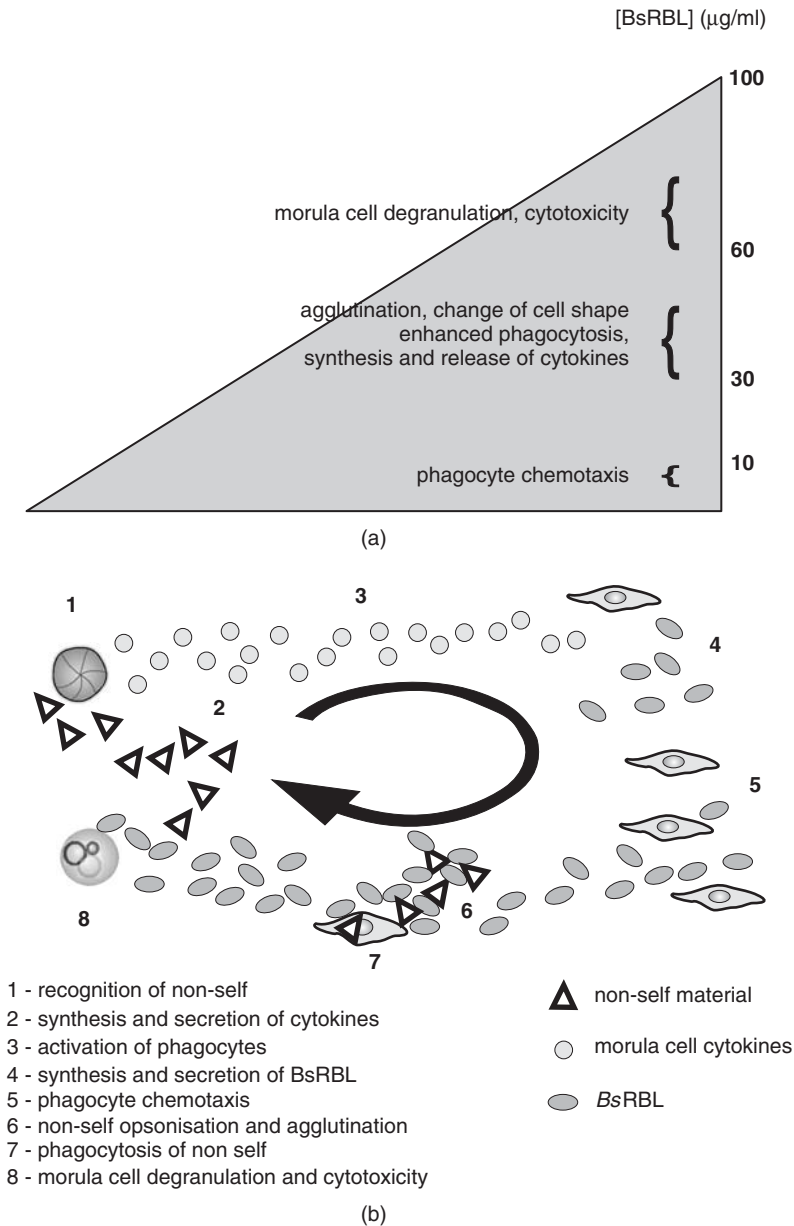 [BsRBL] (μg/ml)
100
morula cell degranulation, cytotoxicity {
60
agglutination, change of cell shape
enhanced phagocytosis, {
synthesis and release of cytokines
30
10
phagocyte chemotaxis {
(a)
1
3
4
2
5
8
6
7
1 - recognition of non-self
2 - synthesis and secretion of cytokines
3 - activation of phagocytes
4 - synthesis and secretion of BsRBL
5 - phagocyte chemotaxis
6 - non-self opsonisation and agglutination
7 - phagocytosis of non self
8 - morula cell degranulation and cytotoxicity
non-self material
morula cell cytokines
BsRBL
(b)